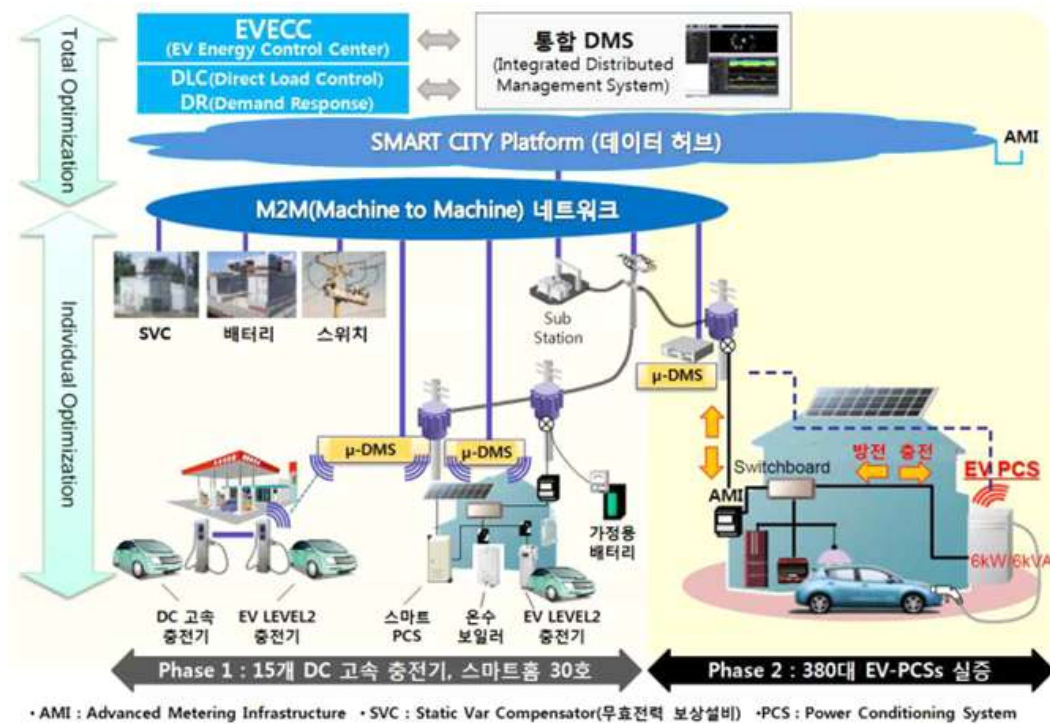 Total Optimization
EVECC
(EV Energy Control Center)
DLC(Direct Load Control)
DR(Demand Response)
통합 DMS
(Integrated Distributed
Management System)
SMART CITY Platform (데이터 허브)
AMI
M2M(Machine to Machine) 네트워크
Individual Optimization
SVC
배터리
스위치
Sub
Station
μ-DMS
μ-DMS
μ-DMS
방전
충전
Switchboard
EV PCS
AMI
6kW/6kVA
가정용
배터리
DC 고속
충전기
EV LEVEL2
충전기
스마트
PCS
온수
보일러
EV LEVEL2
충전기
Phase 1 : 15개 DC 고속 충전기, 스마트홈 30호
Phase 2 : 380대 EV-PCSs 실증
• AMI : Advanced Metering Infrastructure • SVC : Static Var Compensator(무효전력 보상설비) •PCS : Power Conditioning System